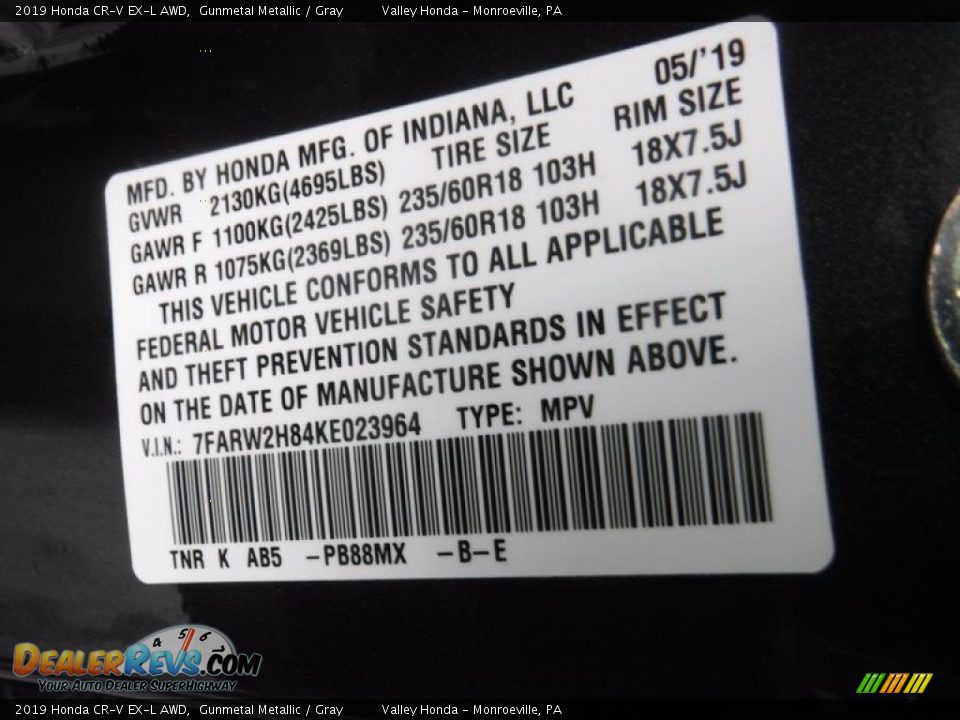 2019 Honda CR-V EX-L AWD, Gunmetal Metallic / Gray Valley Honda - Monroeville, PA
05/'19
MFD. BY HONDA MFG. OF INDIANA, LLC
GVWR 2130KG(4695LBS) TIRE SIZE RIM SIZE
GAWR F 1100KG(2425LBS) 235/60R18 103H 18X7.5J
GAWR R 1075KG(2369LBS) 235/60R18 103H 18X7.5J
THIS VEHICLE CONFORMS TO ALL APPLICABLE
FEDERAL MOTOR VEHICLE SAFETY
AND THEFT PREVENTION STANDARDS IN EFFECT
ON THE DATE OF MANUFACTURE SHOWN ABOVE.
V.I.N.: 7FARW2H84KE023964 TYPE: MPV
TNR K AB5 -PB88MX -B-E
4 5 6
DEALERREVS.COM
YOUR AUTO DEALER SUPERHIGHWAY
2019 Honda CR-V EX-L AWD, Gunmetal Metallic / Gray Valley Honda - Monroeville, PA